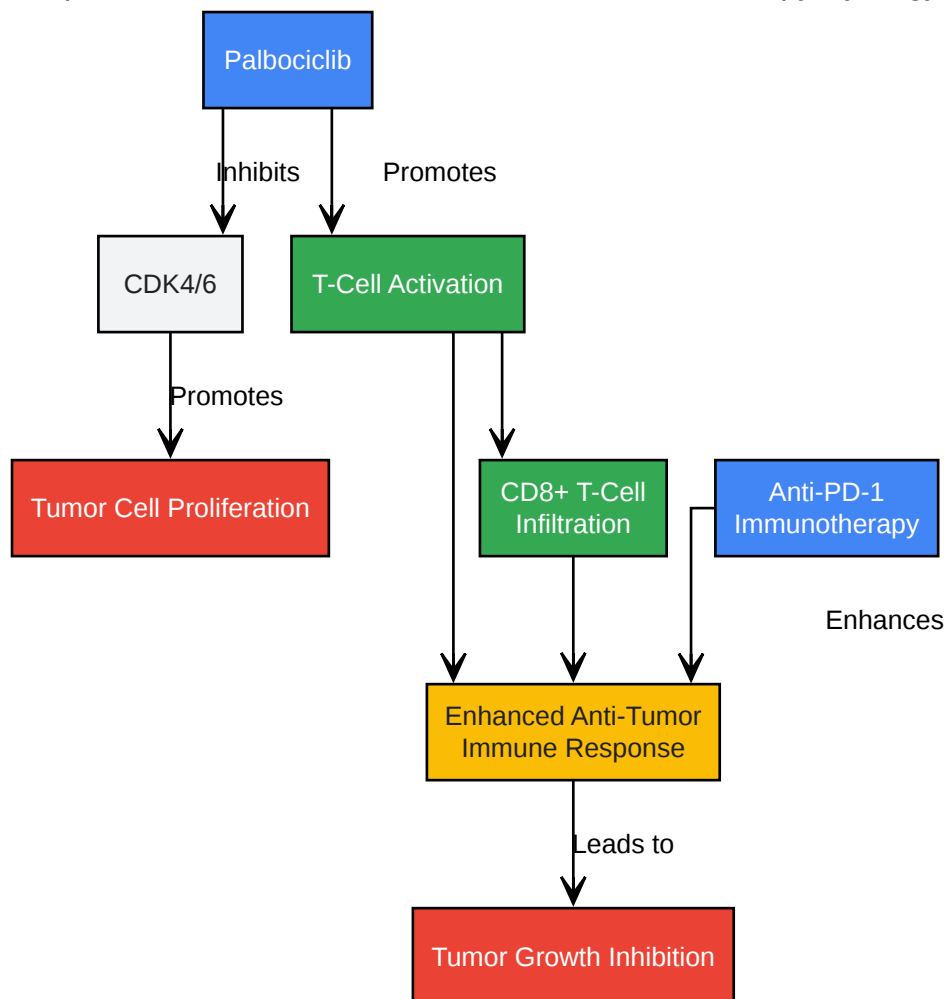 Palbociclib
Inhibits
Promotes
CDK4/6
T-Cell Activation
Promotes
Tumor Cell Proliferation
CD8+ T-Cell
Infiltration
Anti-PD-1
Immunotherapy
Enhances
Enhanced Anti-Tumor
Immune Response
Leads to
Tumor Growth Inhibition